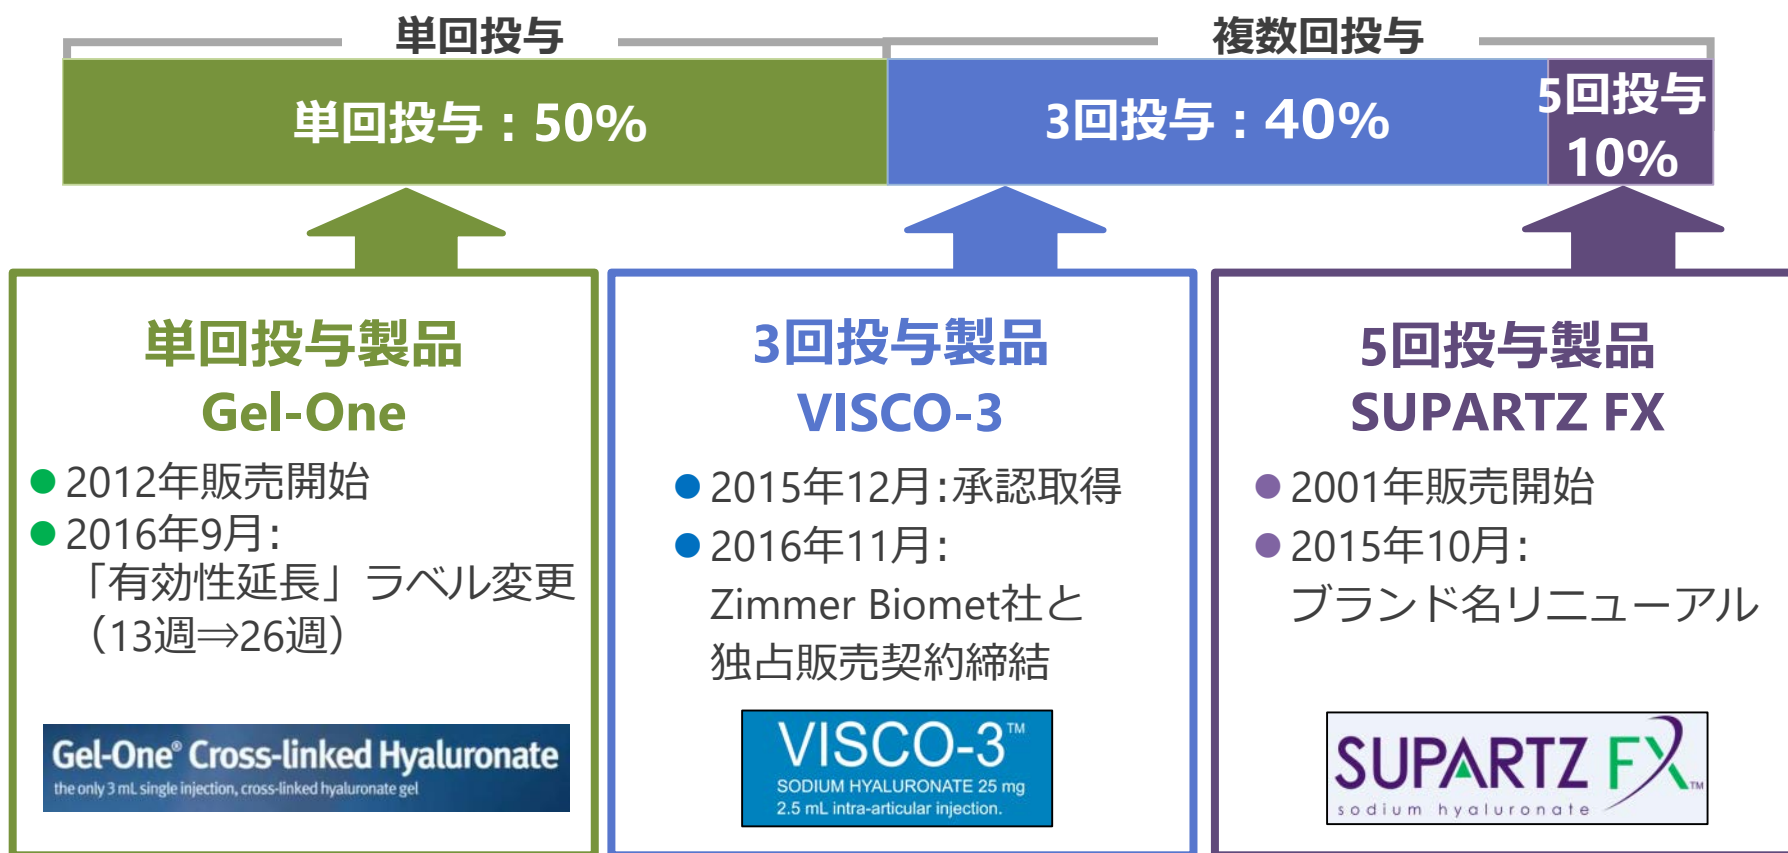 単回投与
複数回投与
単回投与：50%
3回投与：40%
5回投与
10%
単回投与製品
Gel-One
● 2012年販売開始
● 2016年9月：
「有効性延長」ラベル変更
（13週⇒26週）
Gel-One® Cross-linked Hyaluronate
the only 3 mL single injection, cross-linked hyaluronate gel
3回投与製品
VISCO-3
● 2015年12月：承認取得
● 2016年11月：
Zimmer Biomet社と
独占販売契約締結
VISCO-3™
SODIUM HYALURONATE 25 mg
2.5 mL intra-articular injection.
5回投与製品
SUPARTZ FX
● 2001年販売開始
● 2015年10月：
ブランド名リニューアル
SUPARTZ FX™
sodium hyaluronate